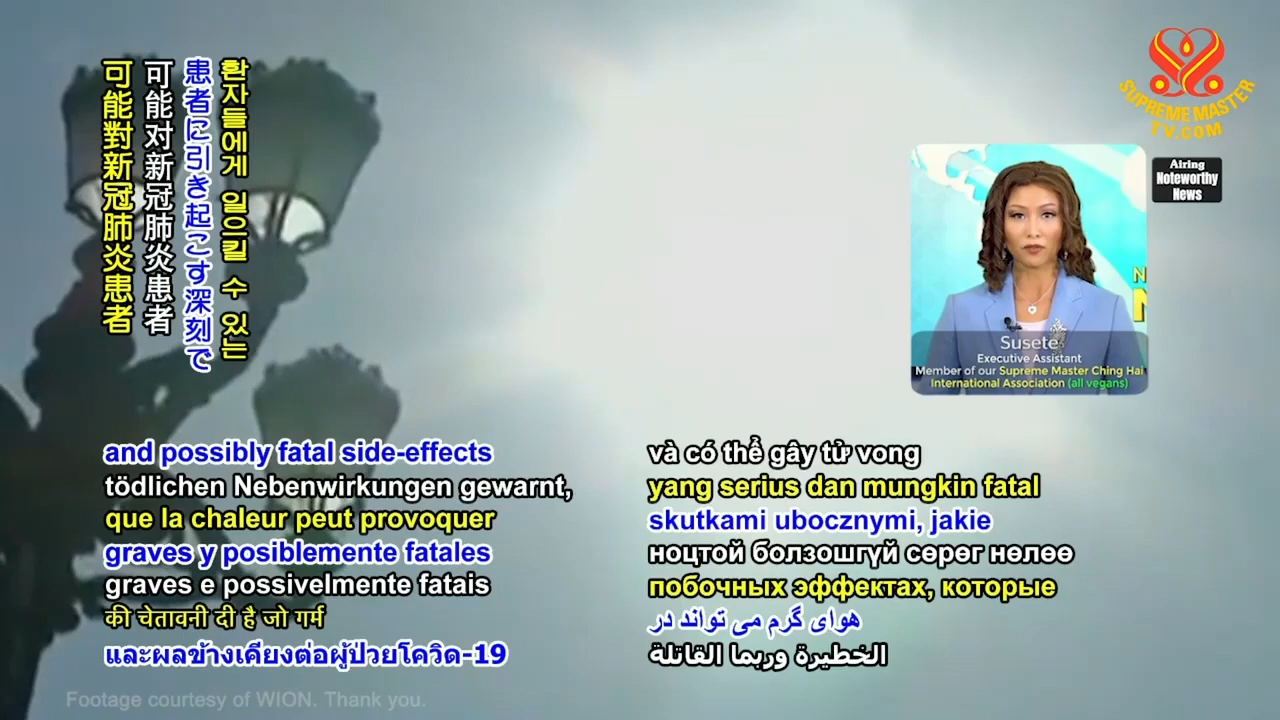 可能對新冠肺炎患者
可能对新冠肺炎患者
患者に引き起こす深刻で
환자들에게 일으킬 수 있는
SUPREME MASTER
TV.COM
Airing
Noteworthy
News
Susete
Executive Assistant
Member of our Supreme Master Ching Hai
International Association (all vegans)
and possibly fatal side-effects
tödlichen Nebenwirkungen gewarnt,
que la chaleur peut provoquer
graves y posiblemente fatales
graves e possivelmente fatais
की चेतावनी दी है जो गर्म
และผลข้างเคียงต่อผู้ป่วยโควิด-19
và có thể gây tử vong
yang serius dan mungkin fatal
skutkami ubocznymi, jakie
ноцтой болзошгүй сөрөг нөлөө
побочных эффектах, которые
هوای گرم می تواند در
الخطيرة وربما القاتلة
Footage courtesy of WION. Thank you.